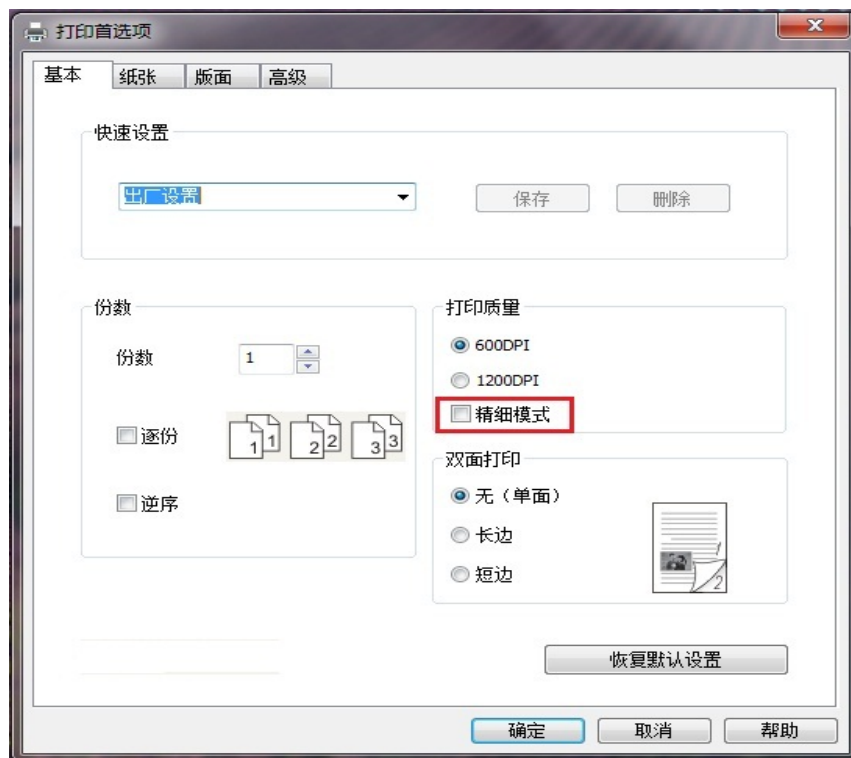 打印首选项
基本 纸张 版面 高级
快速设置
出厂设置 保存 删除
份数
份数 1
逐份 1 1 2 2 3 3
逆序
打印质量
600DPI
1200DPI
精细模式
双面打印
无（单面）
长边
短边
1
2
恢复默认设置
确定 取消 帮助